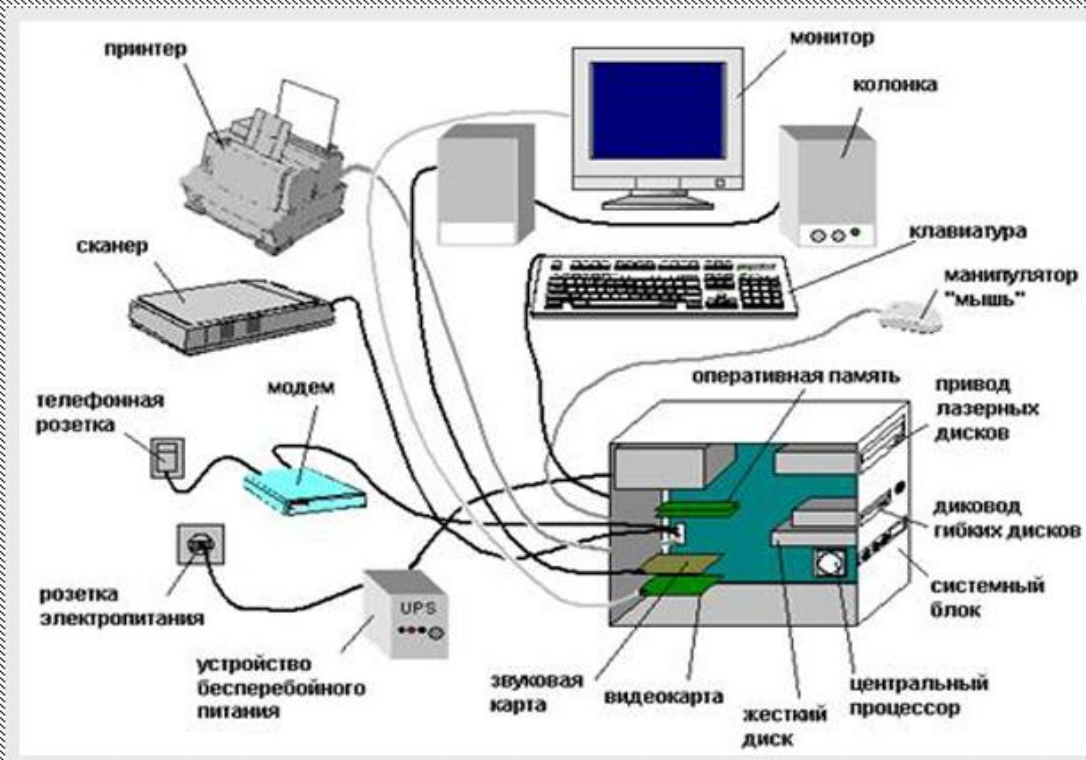 принтер
монитор
колонка
сканер
клавиатура
манипулятор
"мышь"
оперативная память
привод
лазерных
дисков
телефонная
розетка
модем
диковод
гибких дисков
розетка
электропитания
UPS
системный
блок
устройство
бесперебойного
питания
звуковая
карта
видеокарта
жесткий
диск
центральный
процессор